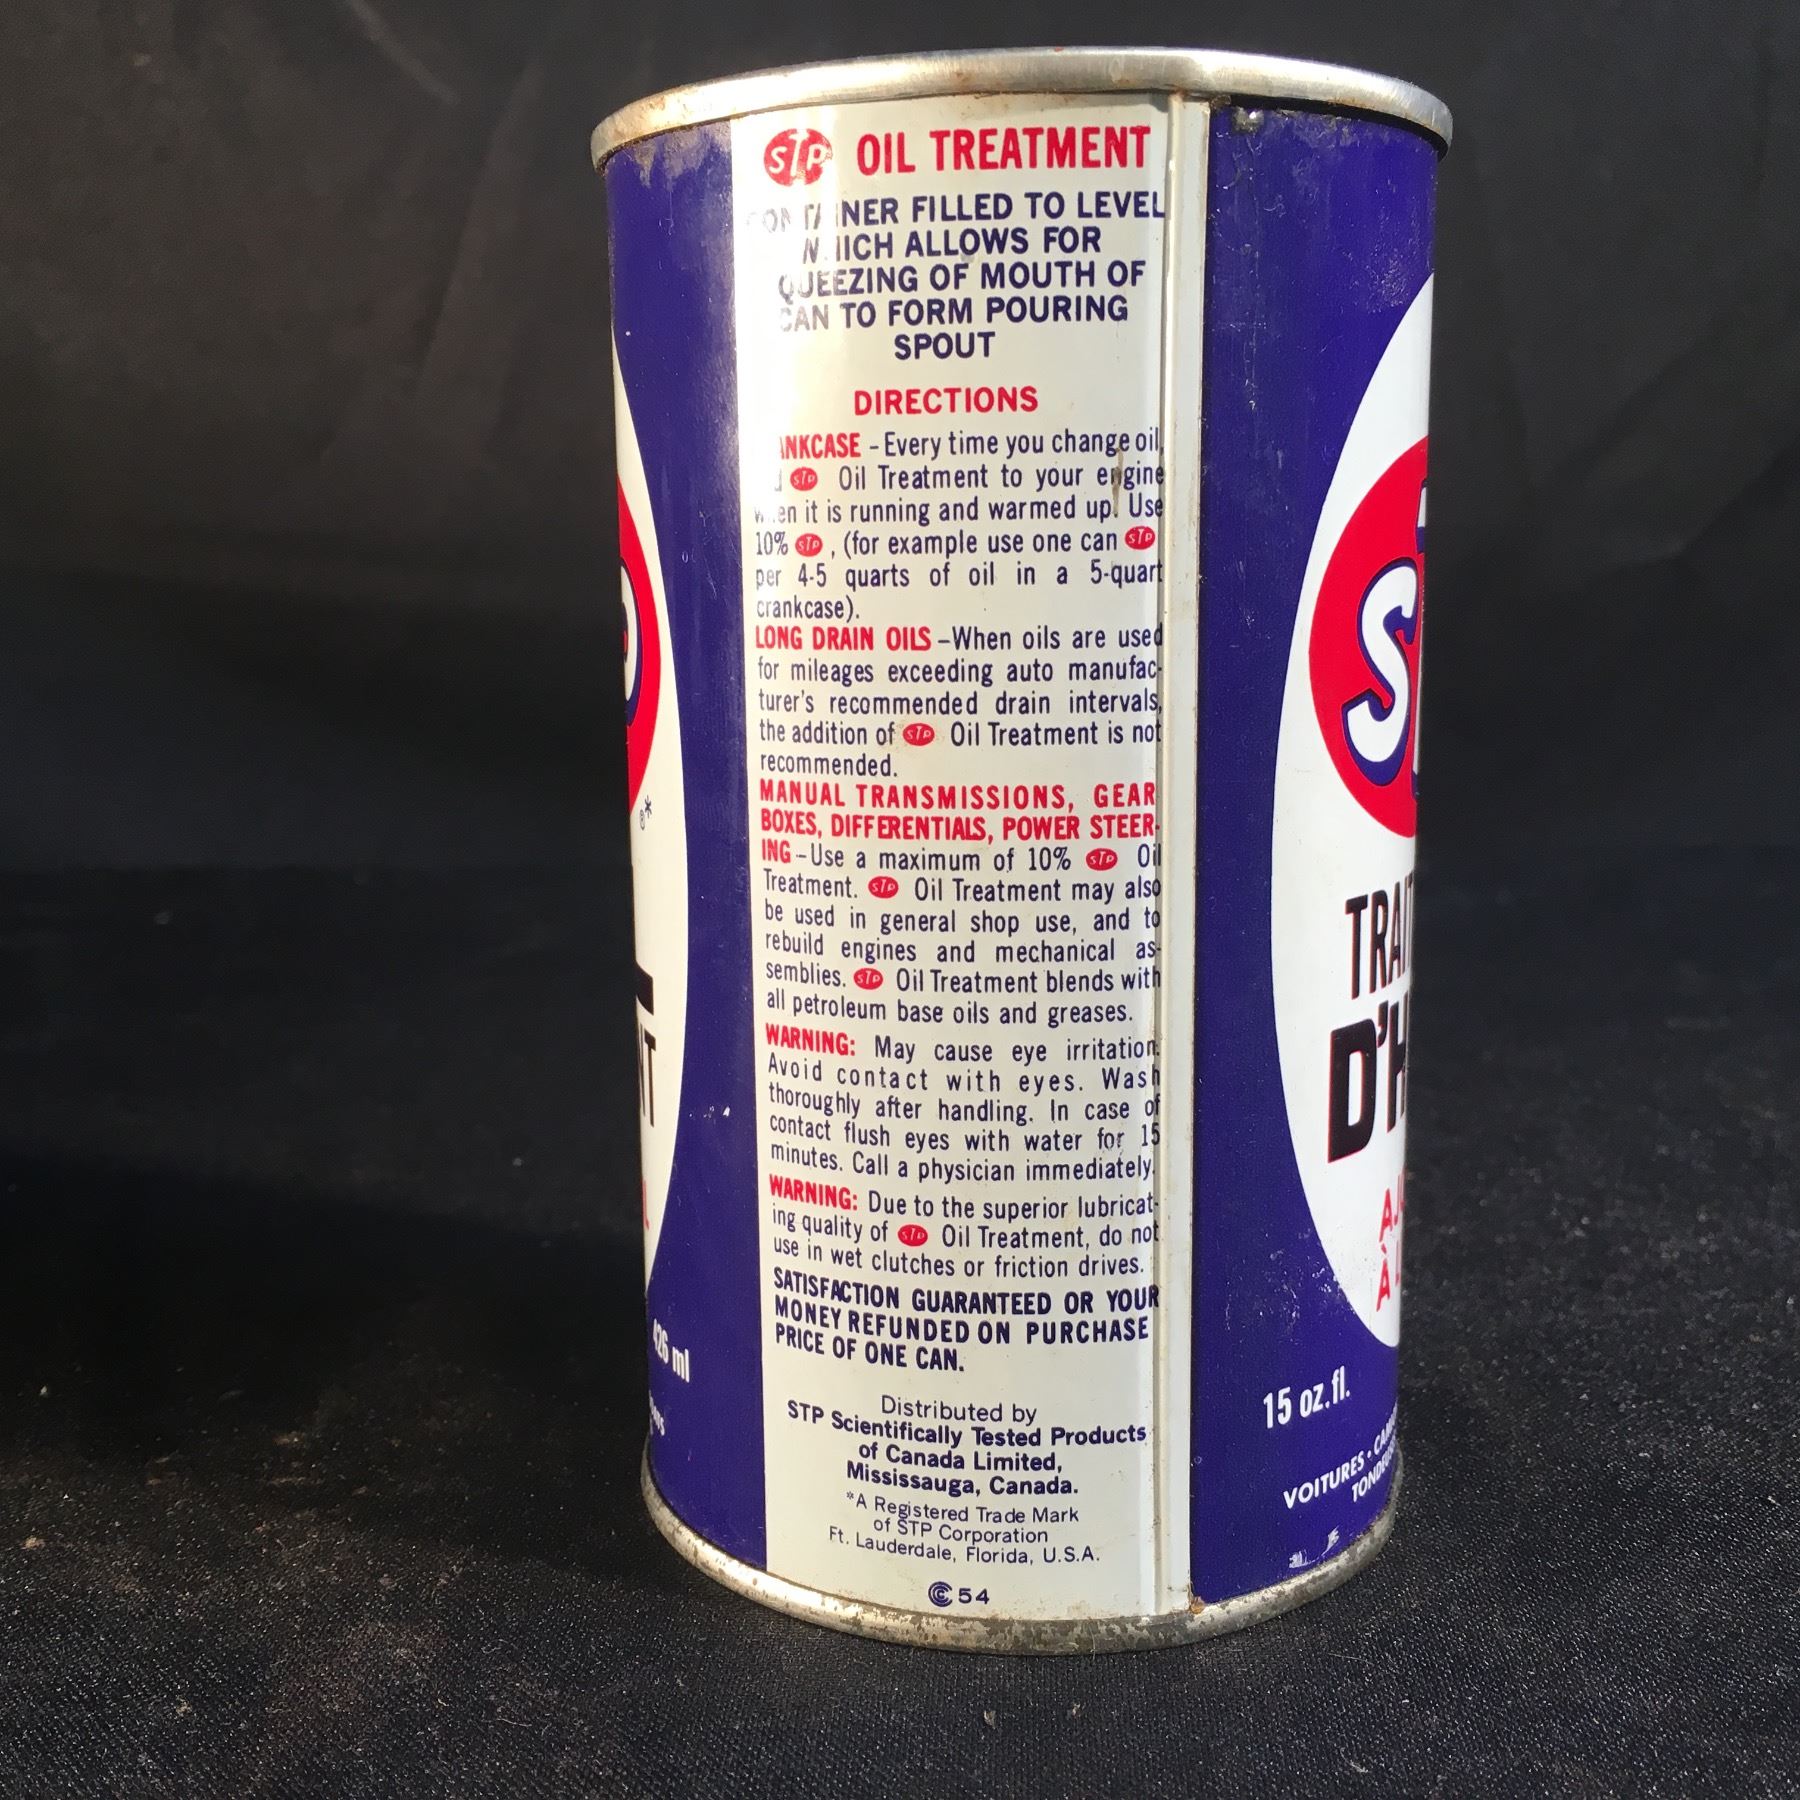 STP OIL TREATMENT
INER FILLED TO LEVEL
ALLOWS FOR
QUEEZING OF MOUTH OF
CAN TO FORM POURING
SPOUT
DIRECTIONS
NKCASE - Every time you change oil,
STP Oil Treatment to your engine
when it is running and warmed up. Use
10% STP , (for example use one can STP
per 4-5 quarts of oil in a 5-quart
crankcase).
LONG DRAIN OILS - When oils are used
for mileages exceeding auto manufac-
turer's recommended drain intervals,
the addition of STP Oil Treatment is not
recommended.
MANUAL TRANSMISSIONS, GEAR
BOXES, DIFFERENTIALS, POWER STEER-
ING - Use a maximum of 10% STP Oil
Treatment. STP Oil Treatment may also
be used in general shop use, and to
rebuild engines and mechanical as-
semblies. STP Oil Treatment blends with
all petroleum base oils and greases.
WARNING: May cause eye irritation.
Avoid contact with eyes. Wash
thoroughly after handling. In case of
contact flush eyes with water for 15
minutes. Call a physician immediately.
WARNING: Due to the superior lubricat-
ing quality of STP Oil Treatment, do not
use in wet clutches or friction drives.
SATISFACTION GUARANTEED OR YOUR
MONEY REFUNDED ON PURCHASE
PRICE OF ONE CAN.
Distributed by
STP Scientifically Tested Products
of Canada Limited,
Mississauga, Canada.
*A Registered Trade Mark
of STP Corporation
Ft. Lauderdale, Florida, U.S.A.
54
P
®*
NT
L
426 ml
S
TRAIT
D'H
AJO
À L
15 oz. fl.
VOITURES • CAM
TONDEU